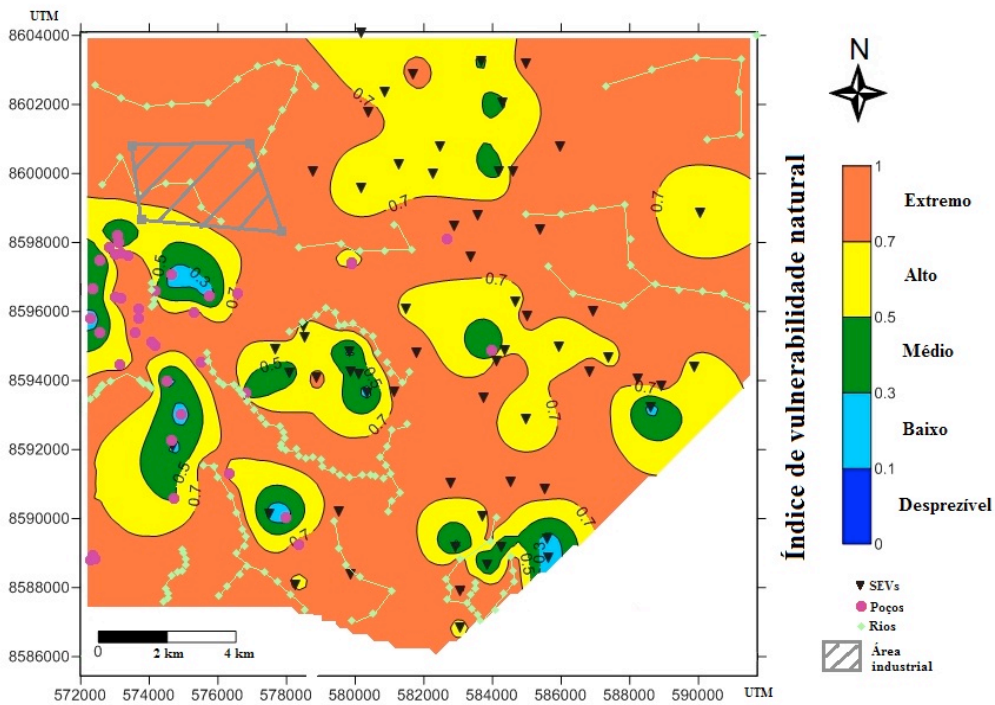 UTM
8604000
8602000
8600000
8598000
8596000
8594000
8592000
8590000
8588000
8586000
572000 574000 576000 578000 580000 582000 584000 586000 588000 590000 UTM
0.7
0.7
0.7
0.5
0.3
0.7
0.7
0.5
0.5
0.7
0.7
0.7
0.5
0.7
0.7
0.7
0.3
0.5
0 2 km 4 km
N
Índice de vulnerabilidade natural
1
Extremo
0.7
Alto
0.5
Médio
0.3
Baixo
0.1
Desprezível
0
SEVs
Poços
Rios
Área
industrial